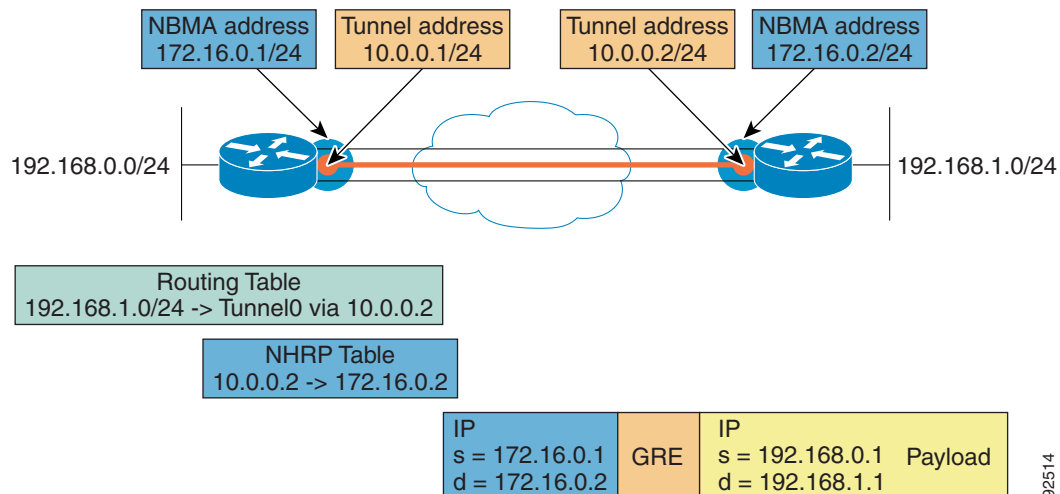 NBMA address
172.16.0.1/24
Tunnel address
10.0.0.1/24
Tunnel address
10.0.0.2/24
NBMA address
172.16.0.2/24
192.168.0.0/24
192.168.1.0/24
Routing Table
192.168.1.0/24 -> Tunnel0 via 10.0.0.2
NHRP Table
10.0.0.2 -> 172.16.0.2
IP
s = 172.16.0.1
d = 172.16.0.2
GRE
IP
s = 192.168.0.1
d = 192.168.1.1
Payload